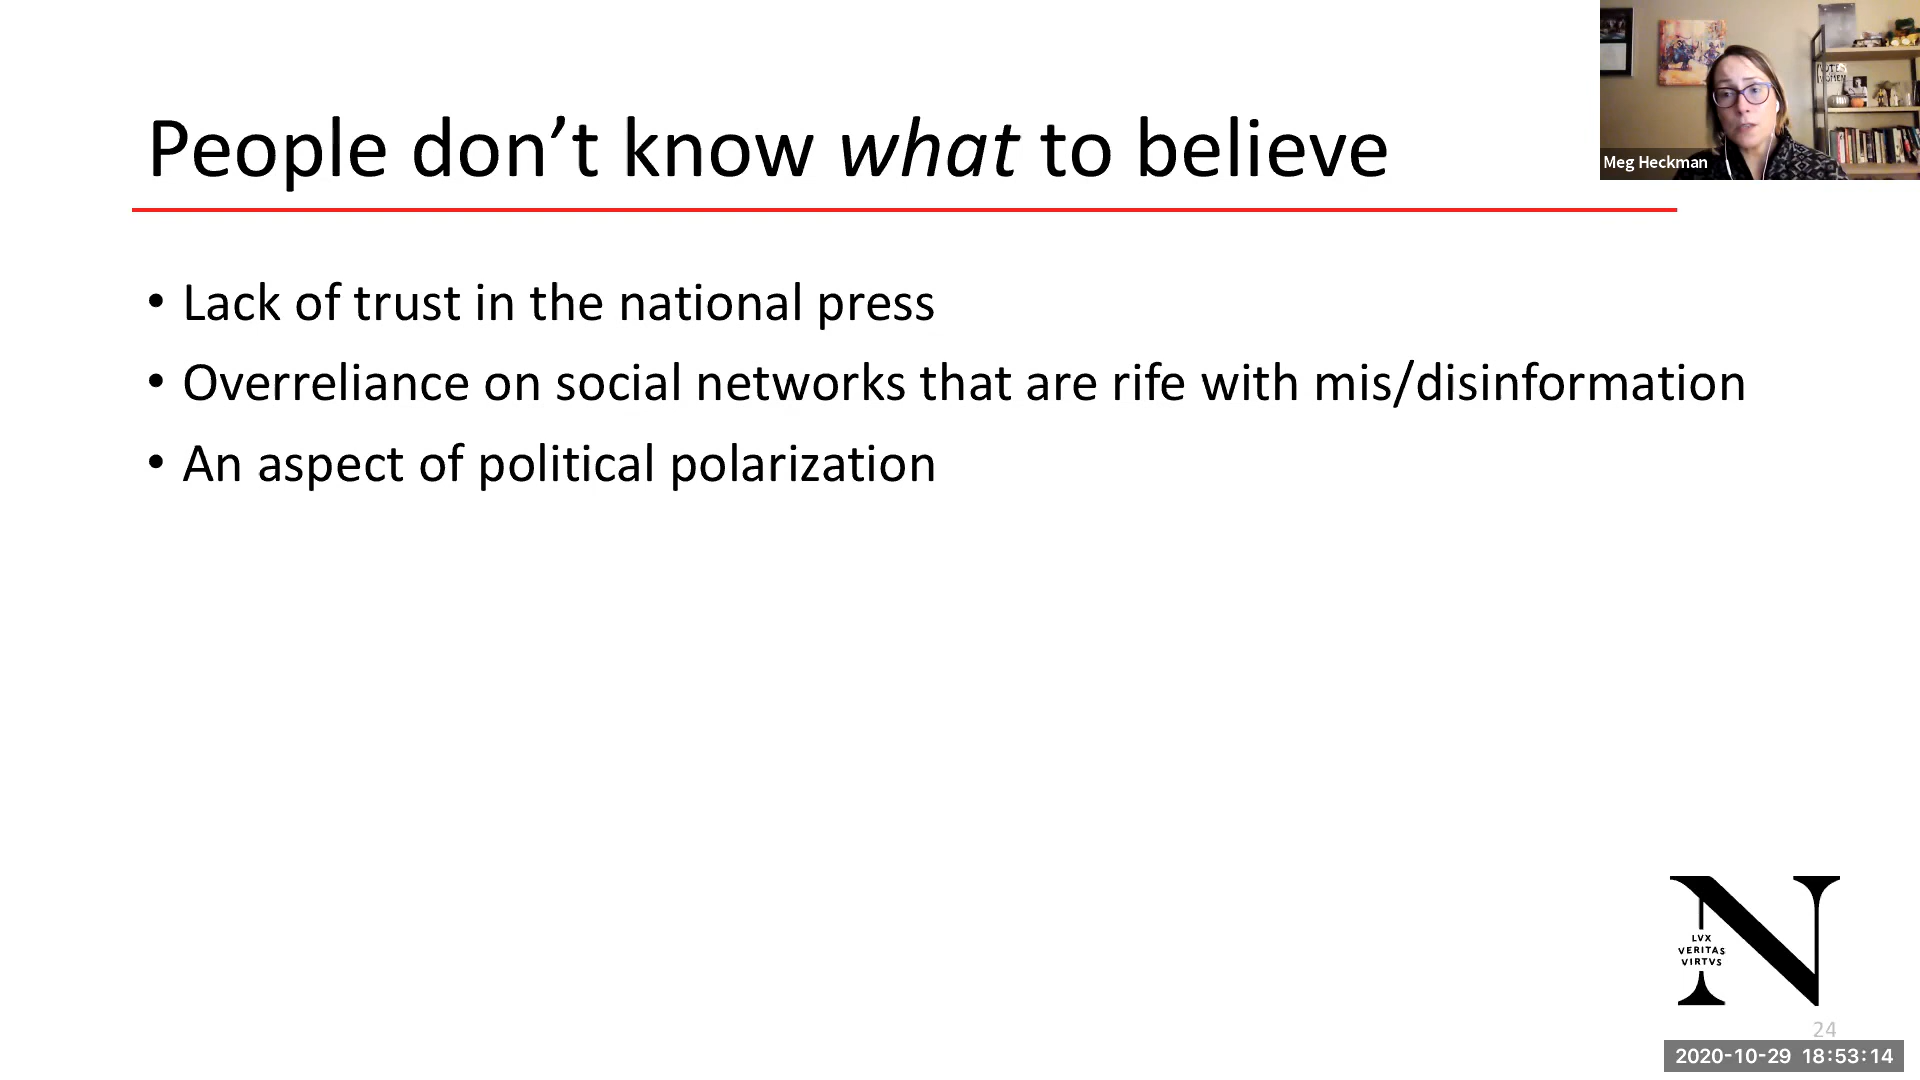 People don’t know what to believe
Meg Heckman
• Lack of trust in the national press
• Overreliance on social networks that are rife with mis/disinformation
• An aspect of political polarization
LVX
VERITAS
VIRTVS
24
2020-10-29 18:53:14